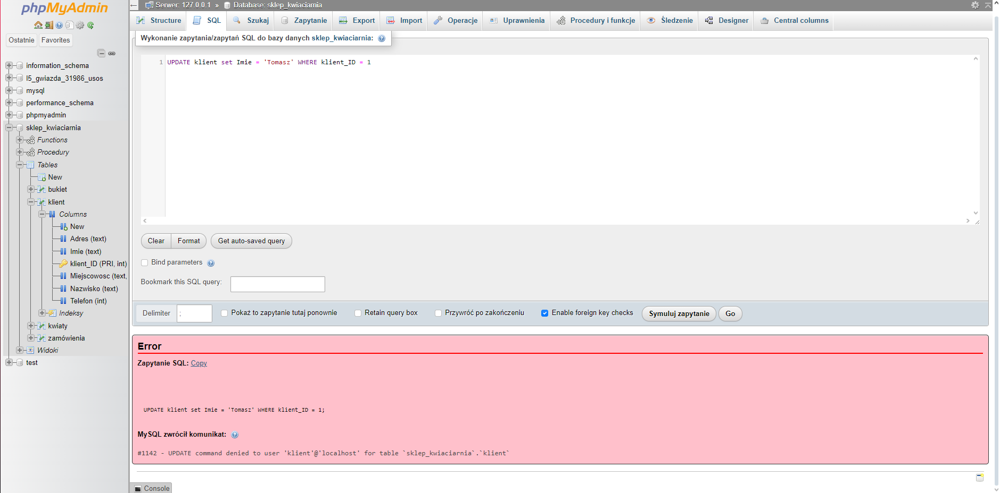 phpMyAdmin
Ostatnie Favorites
information_schema
l5_gwiazda_31986_usos
mysql
performance_schema
phpmyadmin
sklep_kwiaciarnia
Functions
Procedury
Tables
New
bukiet
klient
Columns
New
Adres (text)
Imie (text)
klient_ID (PRI, int)
Miejscowosc (text,
Nazwisko (text)
Telefon (int)
Indeksy
kwiaty
zamówienia
Widoki
test
Serwer: 127.0.0.1 » Database: sklep_kwiaciarnia
Structure SQL Szukaj Zapytanie Export Import Operacje Uprawnienia Procedury i funkcje Śledzenie Designer Central columns
Wykonanie zapytania/zapytań SQL do bazy danych sklep_kwiaciarnia:
1 UPDATE klient set Imie = 'Tomasz' WHERE klient_ID = 1
Clear Format Get auto-saved query
Bind parameters
Bookmark this SQL query:
Delimiter ; Pokaż to zapytanie tutaj ponownie Retain query box Przywróć po zakończeniu Enable foreign key checks Symuluj zapytanie Go
Error
Zapytanie SQL: Copy
UPDATE klient set Imie = 'Tomasz' WHERE klient_ID = 1;
MySQL zwrócił komunikat:
#1142 - UPDATE command denied to user 'klient'@'localhost' for table `sklep_kwiaciarnia`.`klient`
Console